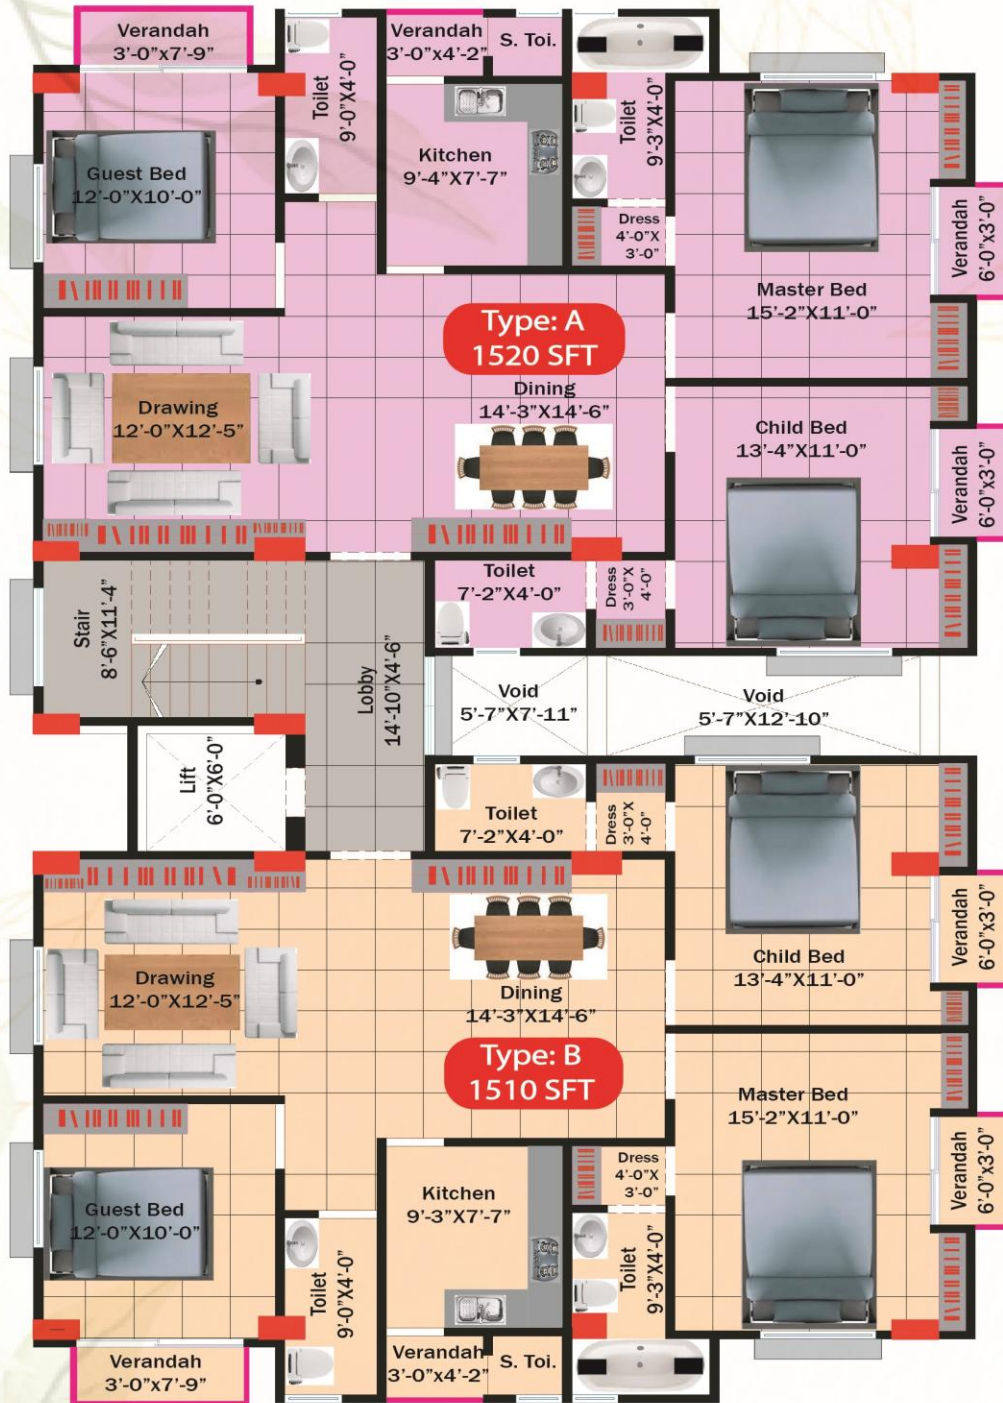 Verandah
3'-0"x7'-9"
Toilet
9'-0"X4'-0"
Verandah
3'-0"x4'-2"
S. Toi.
Kitchen
9'-4"X7'-7"
Toilet
9'-3"X4'-0"
Dress
4'-0"X
3'-0"
Guest Bed
12'-0"X10'-0"
Master Bed
15'-2"X11'-0"
Verandah
6'-0"x3'-0"
Type: A
1520 SFT
Drawing
12'-0"X12'-5"
Dining
14'-3"X14'-6"
Child Bed
13'-4"X11'-0"
Verandah
6'-0"x3'-0"
Stair
8'-6"X11'-4"
Lobby
14'-10"X4'-6"
Toilet
7'-2"X4'-0"
Dress
3'-0"X
4'-0"
Void
5'-7"X7'-11"
Void
5'-7"X12'-10"
Lift
6'-0"X6'-0"
Toilet
7'-2"X4'-0"
Dress
3'-0"X
4'-0"
Drawing
12'-0"X12'-5"
Dining
14'-3"X14'-6"
Child Bed
13'-4"X11'-0"
Verandah
6'-0"x3'-0"
Type: B
1510 SFT
Master Bed
15'-2"X11'-0"
Verandah
6'-0"x3'-0"
Guest Bed
12'-0"X10'-0"
Toilet
9'-0"X4'-0"
Kitchen
9'-3"X7'-7"
Dress
4'-0"X
3'-0"
Toilet
9'-3"X4'-0"
Verandah
3'-0"x7'-9"
Verandah
3'-0"x4'-2"
S. Toi.